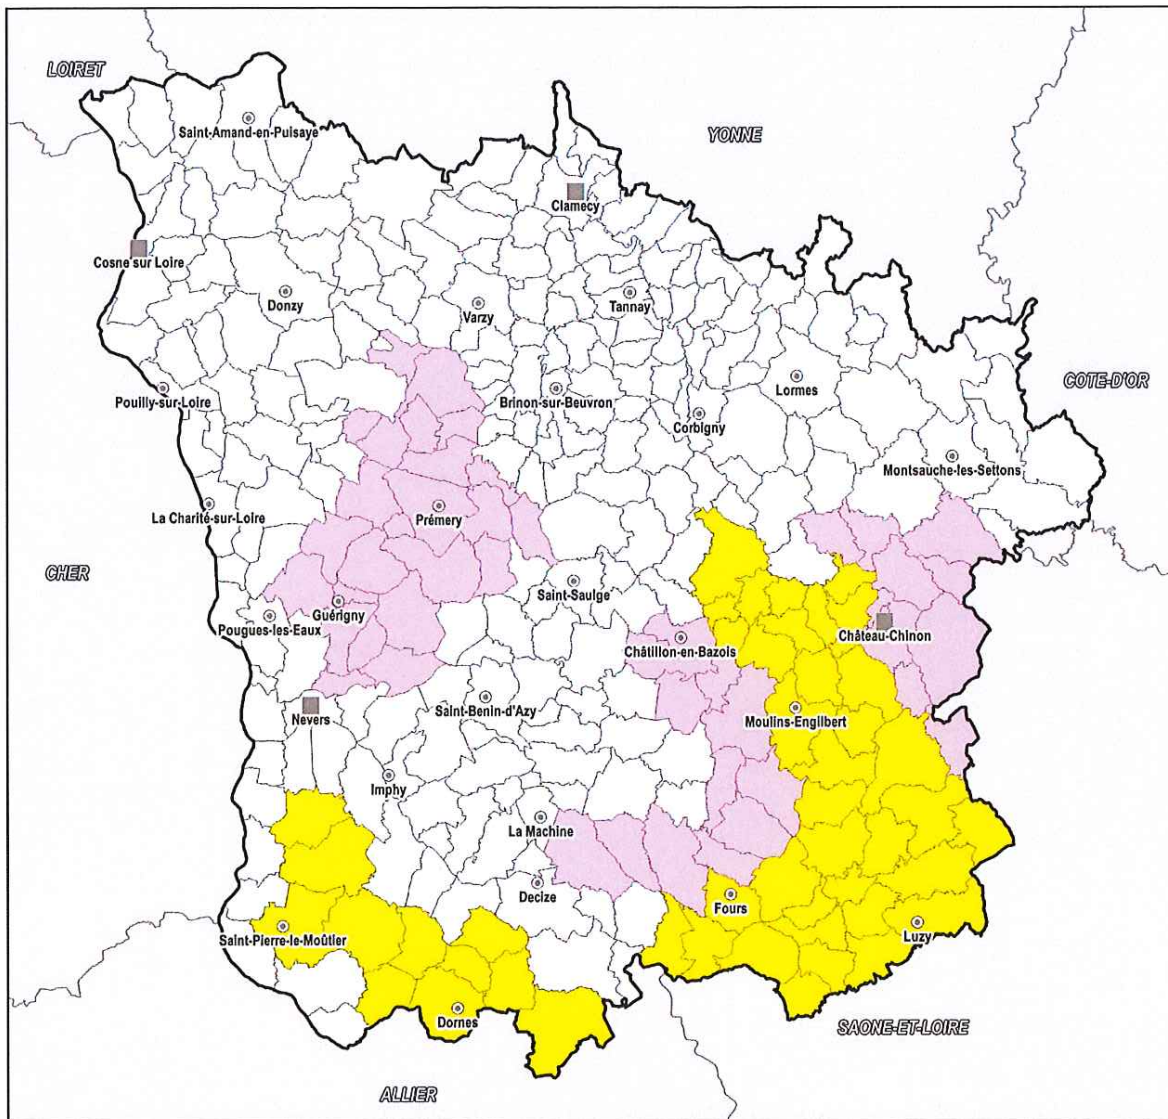 LOIRET
Saint-Amand-en-Puisaye
YONNE
Clamecy
Cosne sur Loire
Donzy
Varzy
Tannay
Pouilly-sur-Loire
Brinon-sur-Beuvron
Lormes
COTE-D'OR
Corbigny
Montsauche-les-Settons
La Charité-sur-Loire
Prémery
CHER
Saint-Saulge
Guérigny
Pougues-les-Eaux
Château-Chinon
Châtillon-en-Bazois
Nevers
Saint-Benin-d'Azy
Moulins-Engilbert
Imphy
La Machine
Decize
Fours
Saint-Pierre-le-Moûtier
Luzy
Dornes
SAONE-ET-LOIRE
ALLIER